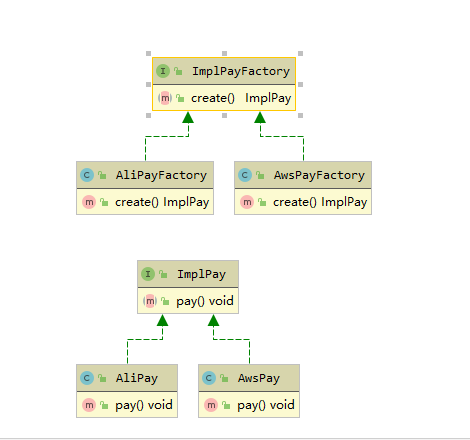 I ImplPayFactory
m create() ImplPay
C AliPayFactory
m create() ImplPay
C AwsPayFactory
m create() ImplPay
I ImplPay
m pay() void
C AliPay
m pay() void
C AwsPay
m pay() void